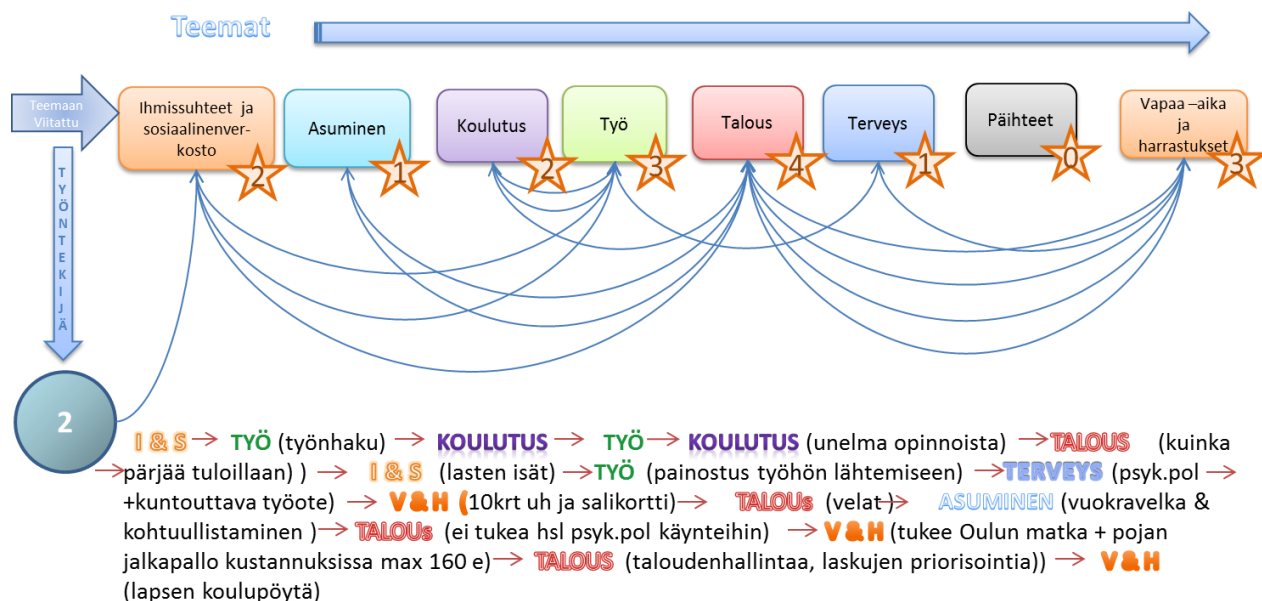 Teemat
Teemaan
Viitattu
Ihmissuhteet ja
sosiaalinenver-
kosto
2
Asuminen
1
Koulutus
2
Työ
3
Talous
4
Terveys
1
Päihteet
0
Vapaa –aika
ja
harrastukset
3
TYÖNTEKIJÄ
2
I & S TYÖ (työnhaku) KOULUTUS TYÖ KOULUTUS (unelma opinnoista) TALOUS (kuinka
pärjää tuloillaan) ) I & S (lasten isät) TYÖ (painostus työhön lähtemiseen) TERVEYS (psyk.pol
+kuntouttava työote) V & H (10krt uh ja salikortti) TALOUs (velat ) ASUMINEN (vuokravelka &
kohtuullistaminen ) TALOUs (ei tukea hsl psyk.pol käynteihin) V & H (tukee Oulun matka + pojan
jalkapallo kustannuksissa max 160 e) TALOUS (taloudenhallintaa, laskujen priorisointia)) V & H
(lapsen koulupöytä)